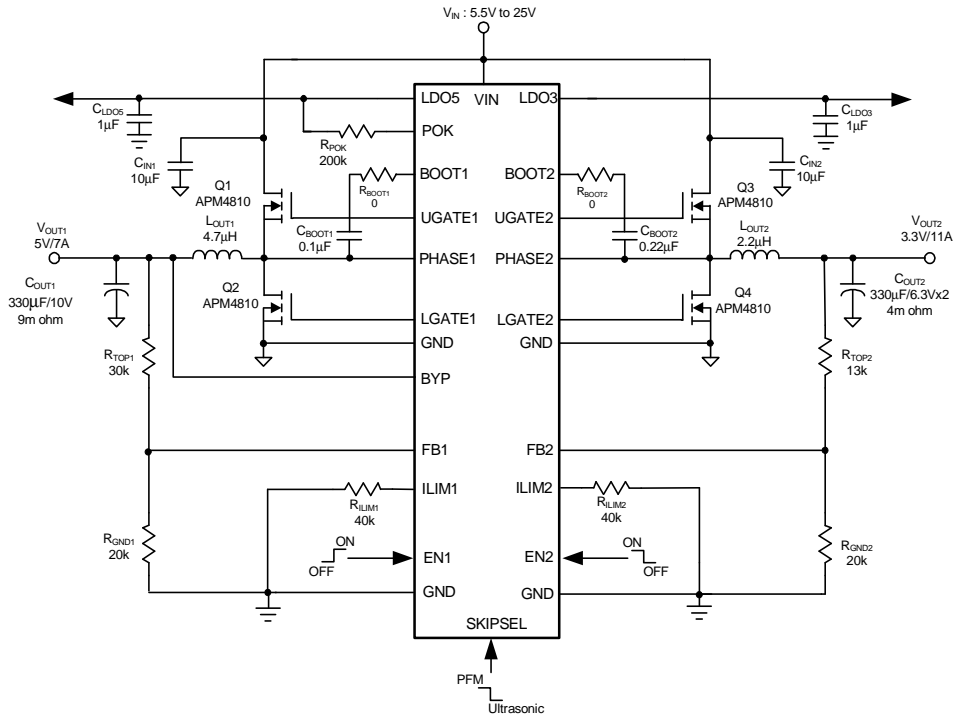 VIN : 5.5V to 25V
LDO5
VIN
LDO3
CLDO5
1µF
CLDO3
1µF
POK
RPOK
200k
CIN1
10µF
CIN2
10µF
BOOT1
BOOT2
RBOOT1
0
RBOOT2
0
Q1
APM4810
Q3
APM4810
UGATE1
UGATE2
LOUT1
4.7µH
CBOOT1
0.1µF
CBOOT2
0.22µF
LOUT2
2.2µH
VOUT1
5V/7A
VOUT2
3.3V/11A
PHASE1
PHASE2
COUT1
330µF/10V
9m ohm
Q2
APM4810
Q4
APM4810
COUT2
330µF/6.3Vx2
4m ohm
LGATE1
LGATE2
GND
GND
RTOP1
30k
RTOP2
13k
BYP
FB1
FB2
ILIM1
ILIM2
RILIM1
40k
RILIM2
40k
RGND1
20k
RGND2
20k
ON
OFF
EN1
EN2
ON
OFF
GND
GND
SKIPSEL
PFM
Ultrasonic